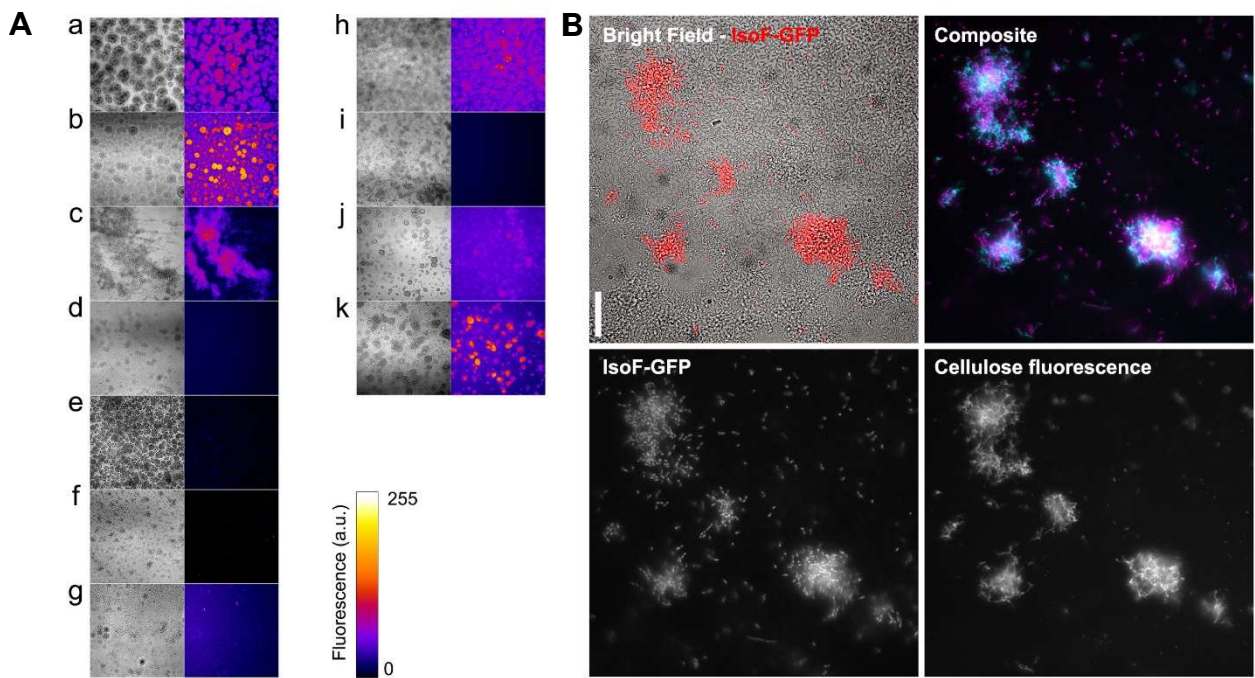 A
a
b
c
d
e
f
g
h
i
j
k
Fluorescence (a.u.)
255
0
B
Bright Field - IsoF-GFP
Composite
IsoF-GFP
Cellulose fluorescence